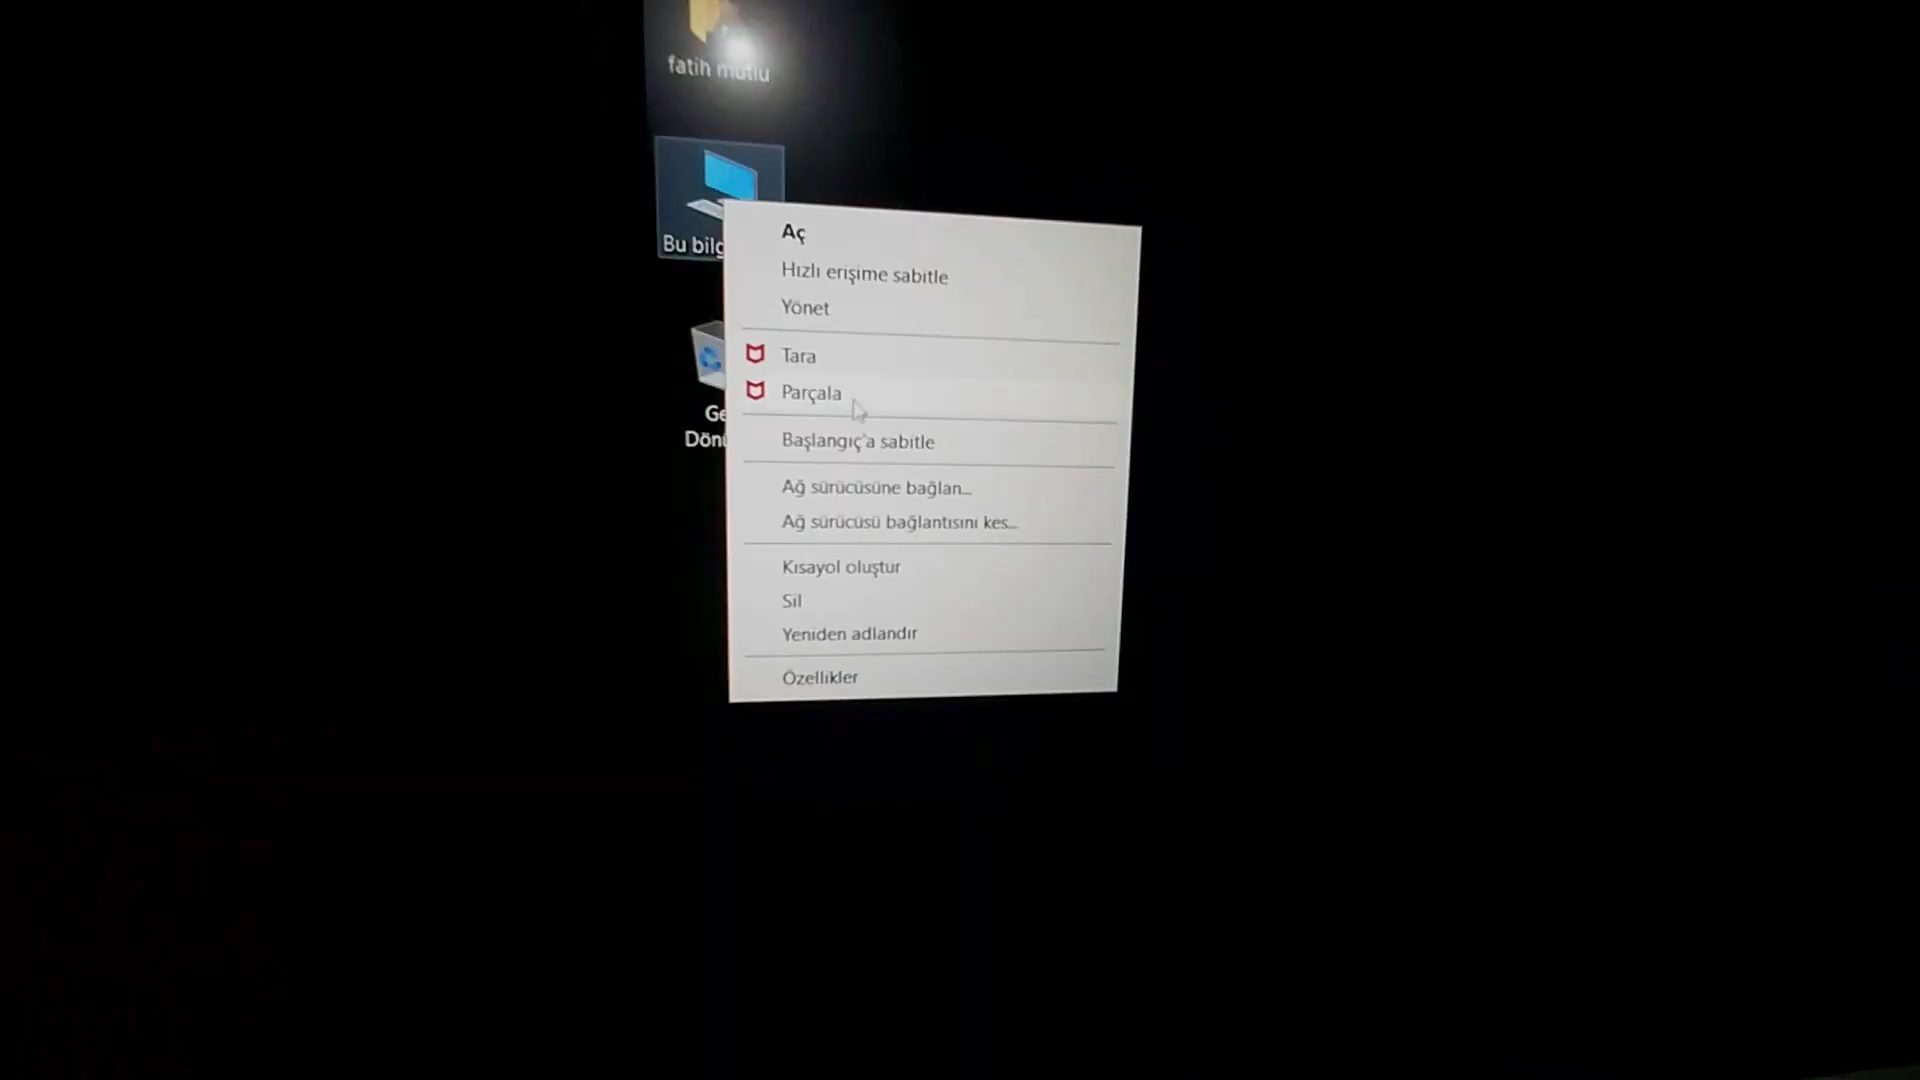 fatih mutlu
Bu bilg
Ge
Dönü
Aç
Hızlı erişime sabitle
Yönet
Tara
Parçala
Başlangıç'a sabitle
Ağ sürücüsüne bağlan...
Ağ sürücüsü bağlantısını kes...
Kısayol oluştur
Sil
Yeniden adlandır
Özellikler